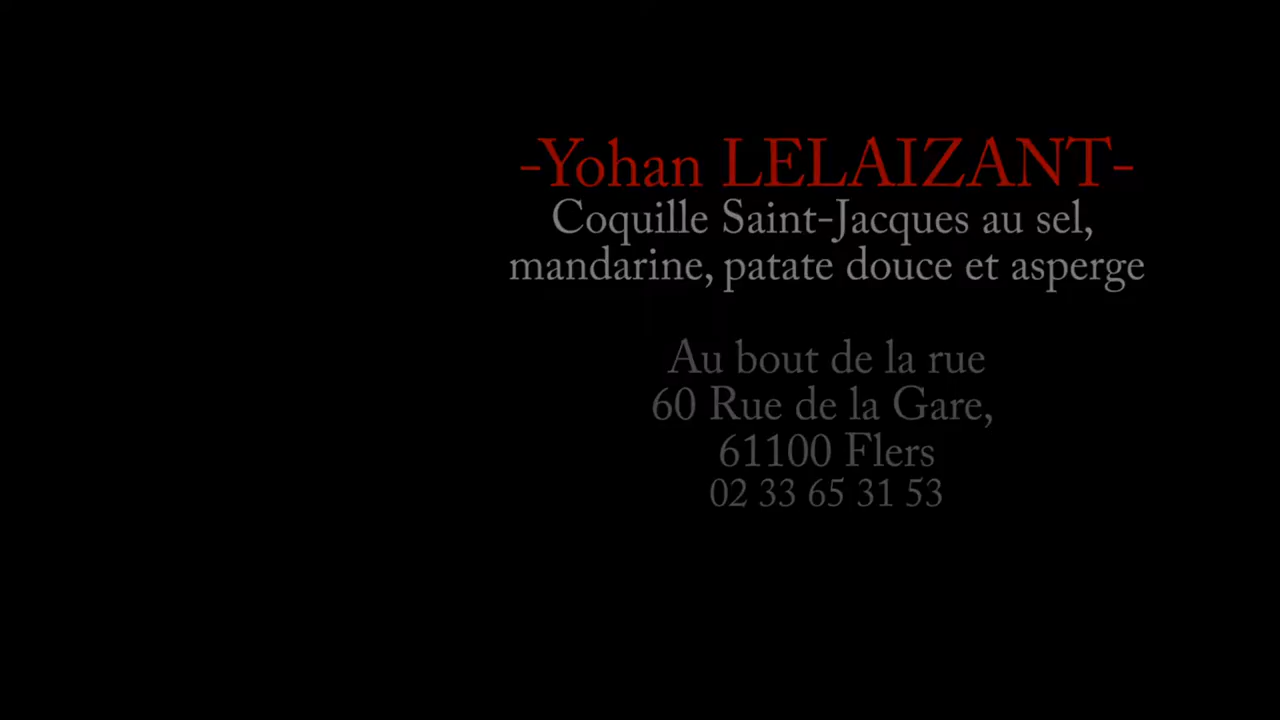 -Yohan LELAIZANT-
Coquille Saint-Jacques au sel,
mandarine, patate douce et asperge
Au bout de la rue
60 Rue de la Gare,
61100 Flers
02 33 65 31 53